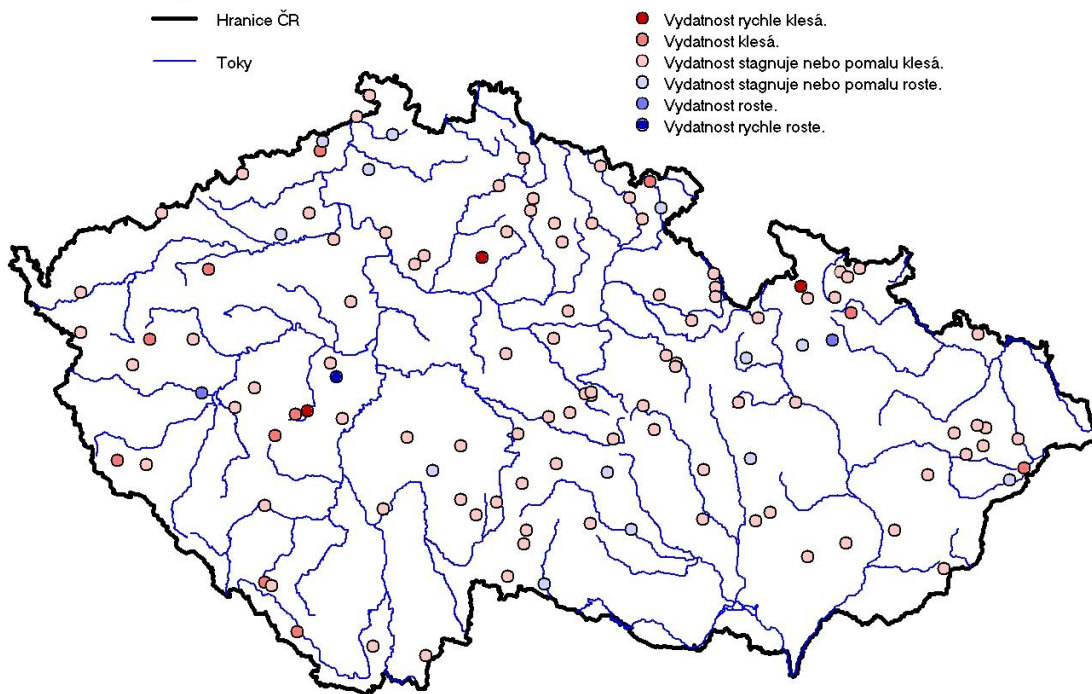 Hranice ČR
Toky
Vydatnost rychle klesá.
Vydatnost klesá.
Vydatnost stagnuje nebo pomalu klesá.
Vydatnost stagnuje nebo pomalu roste.
Vydatnost roste.
Vydatnost rychle roste.